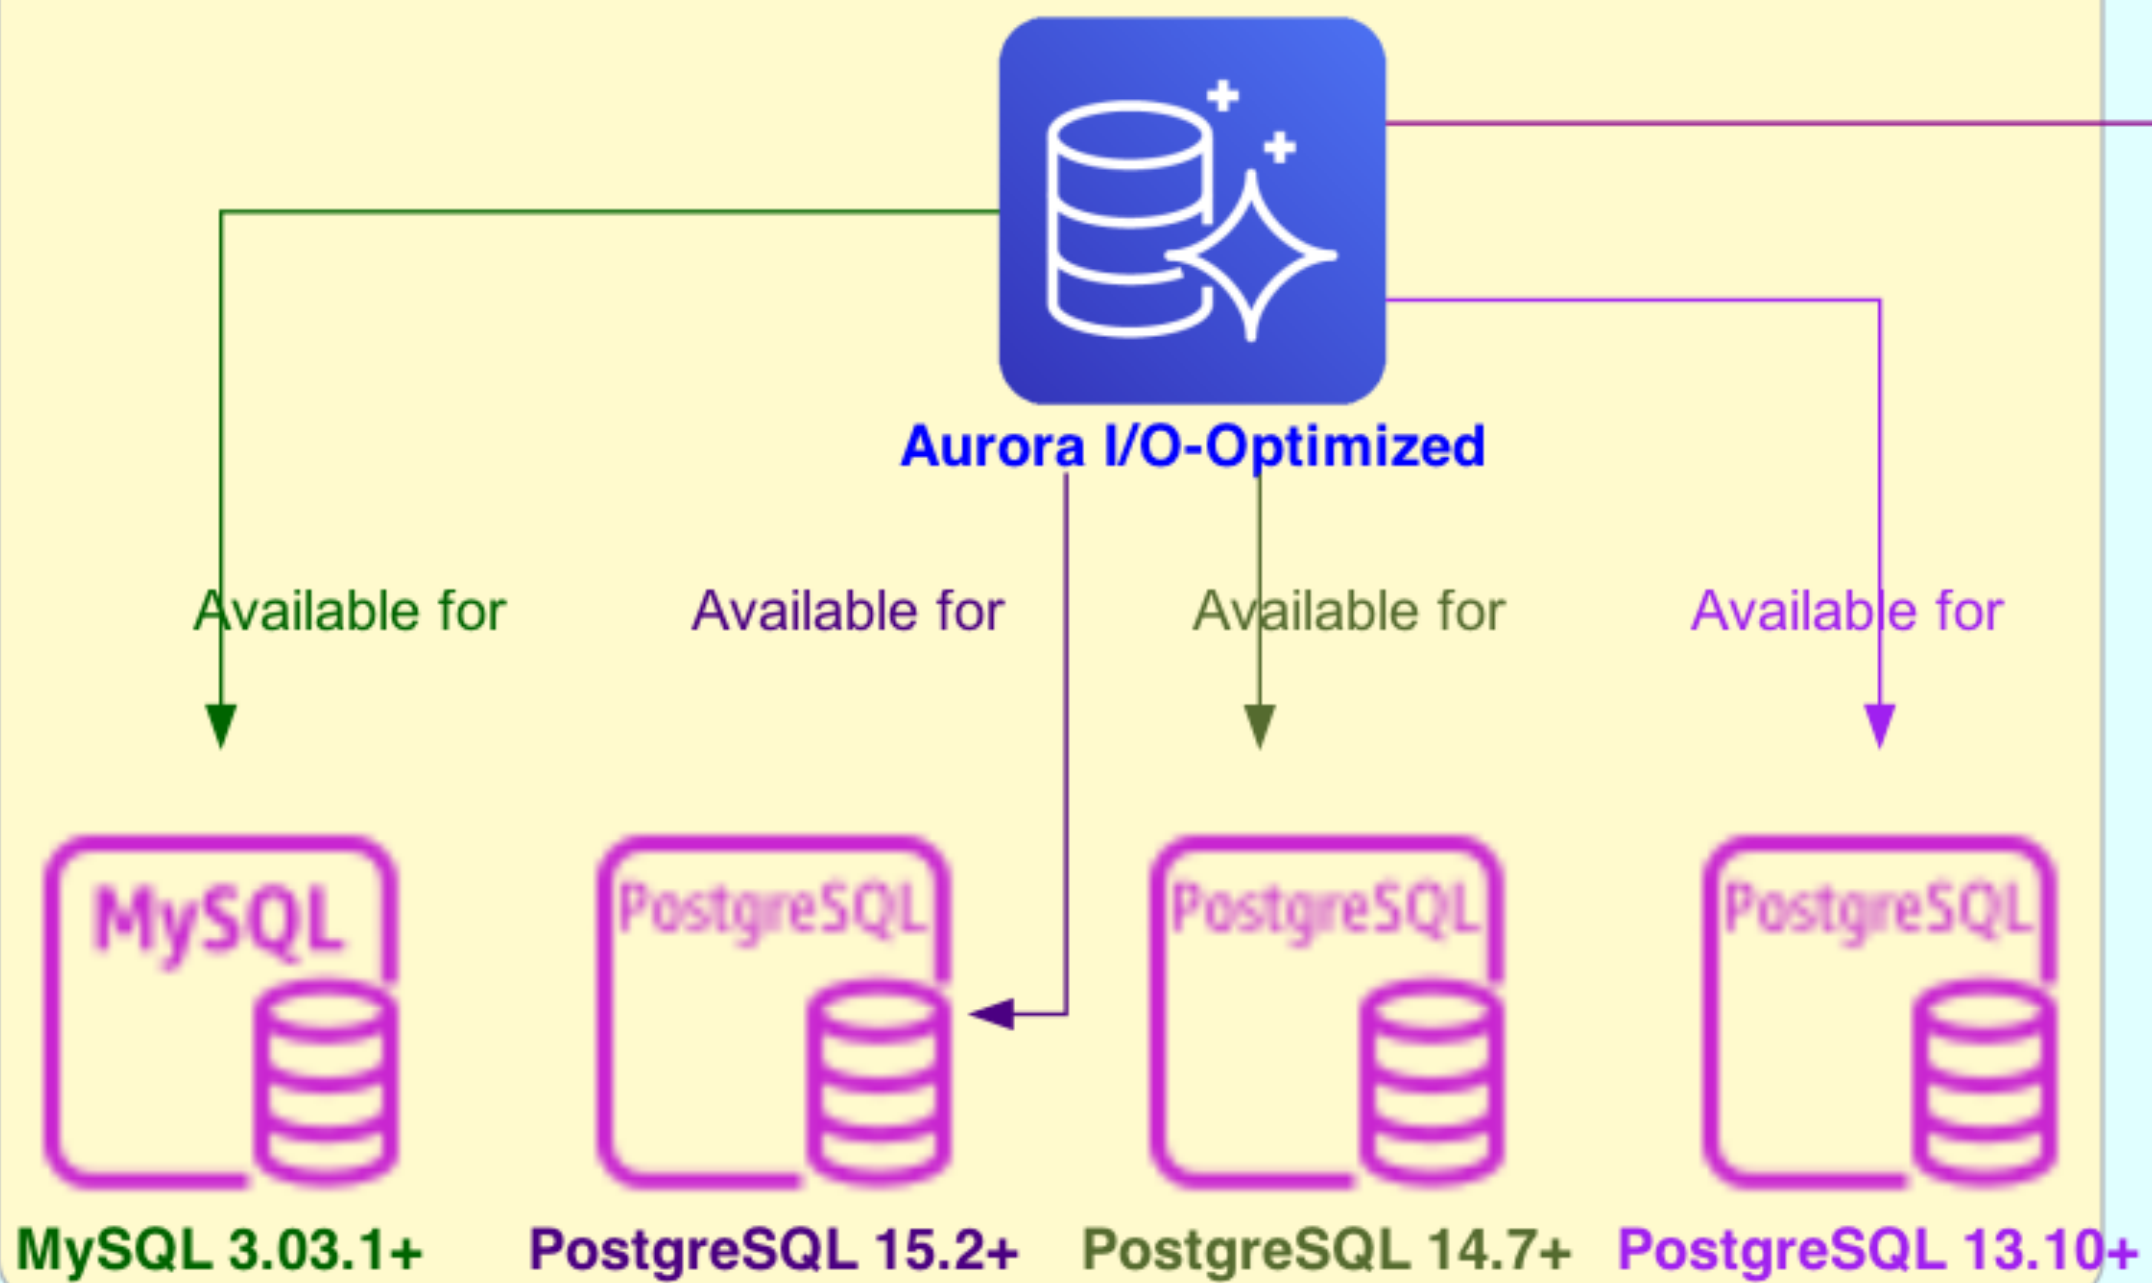 Aurora I/O-Optimized
Available for
Available for
Available for
Available for
MySQL
PostgreSQL
PostgreSQL
PostgreSQL
MySQL 3.03.1+
PostgreSQL 15.2+
PostgreSQL 14.7+
PostgreSQL 13.10+